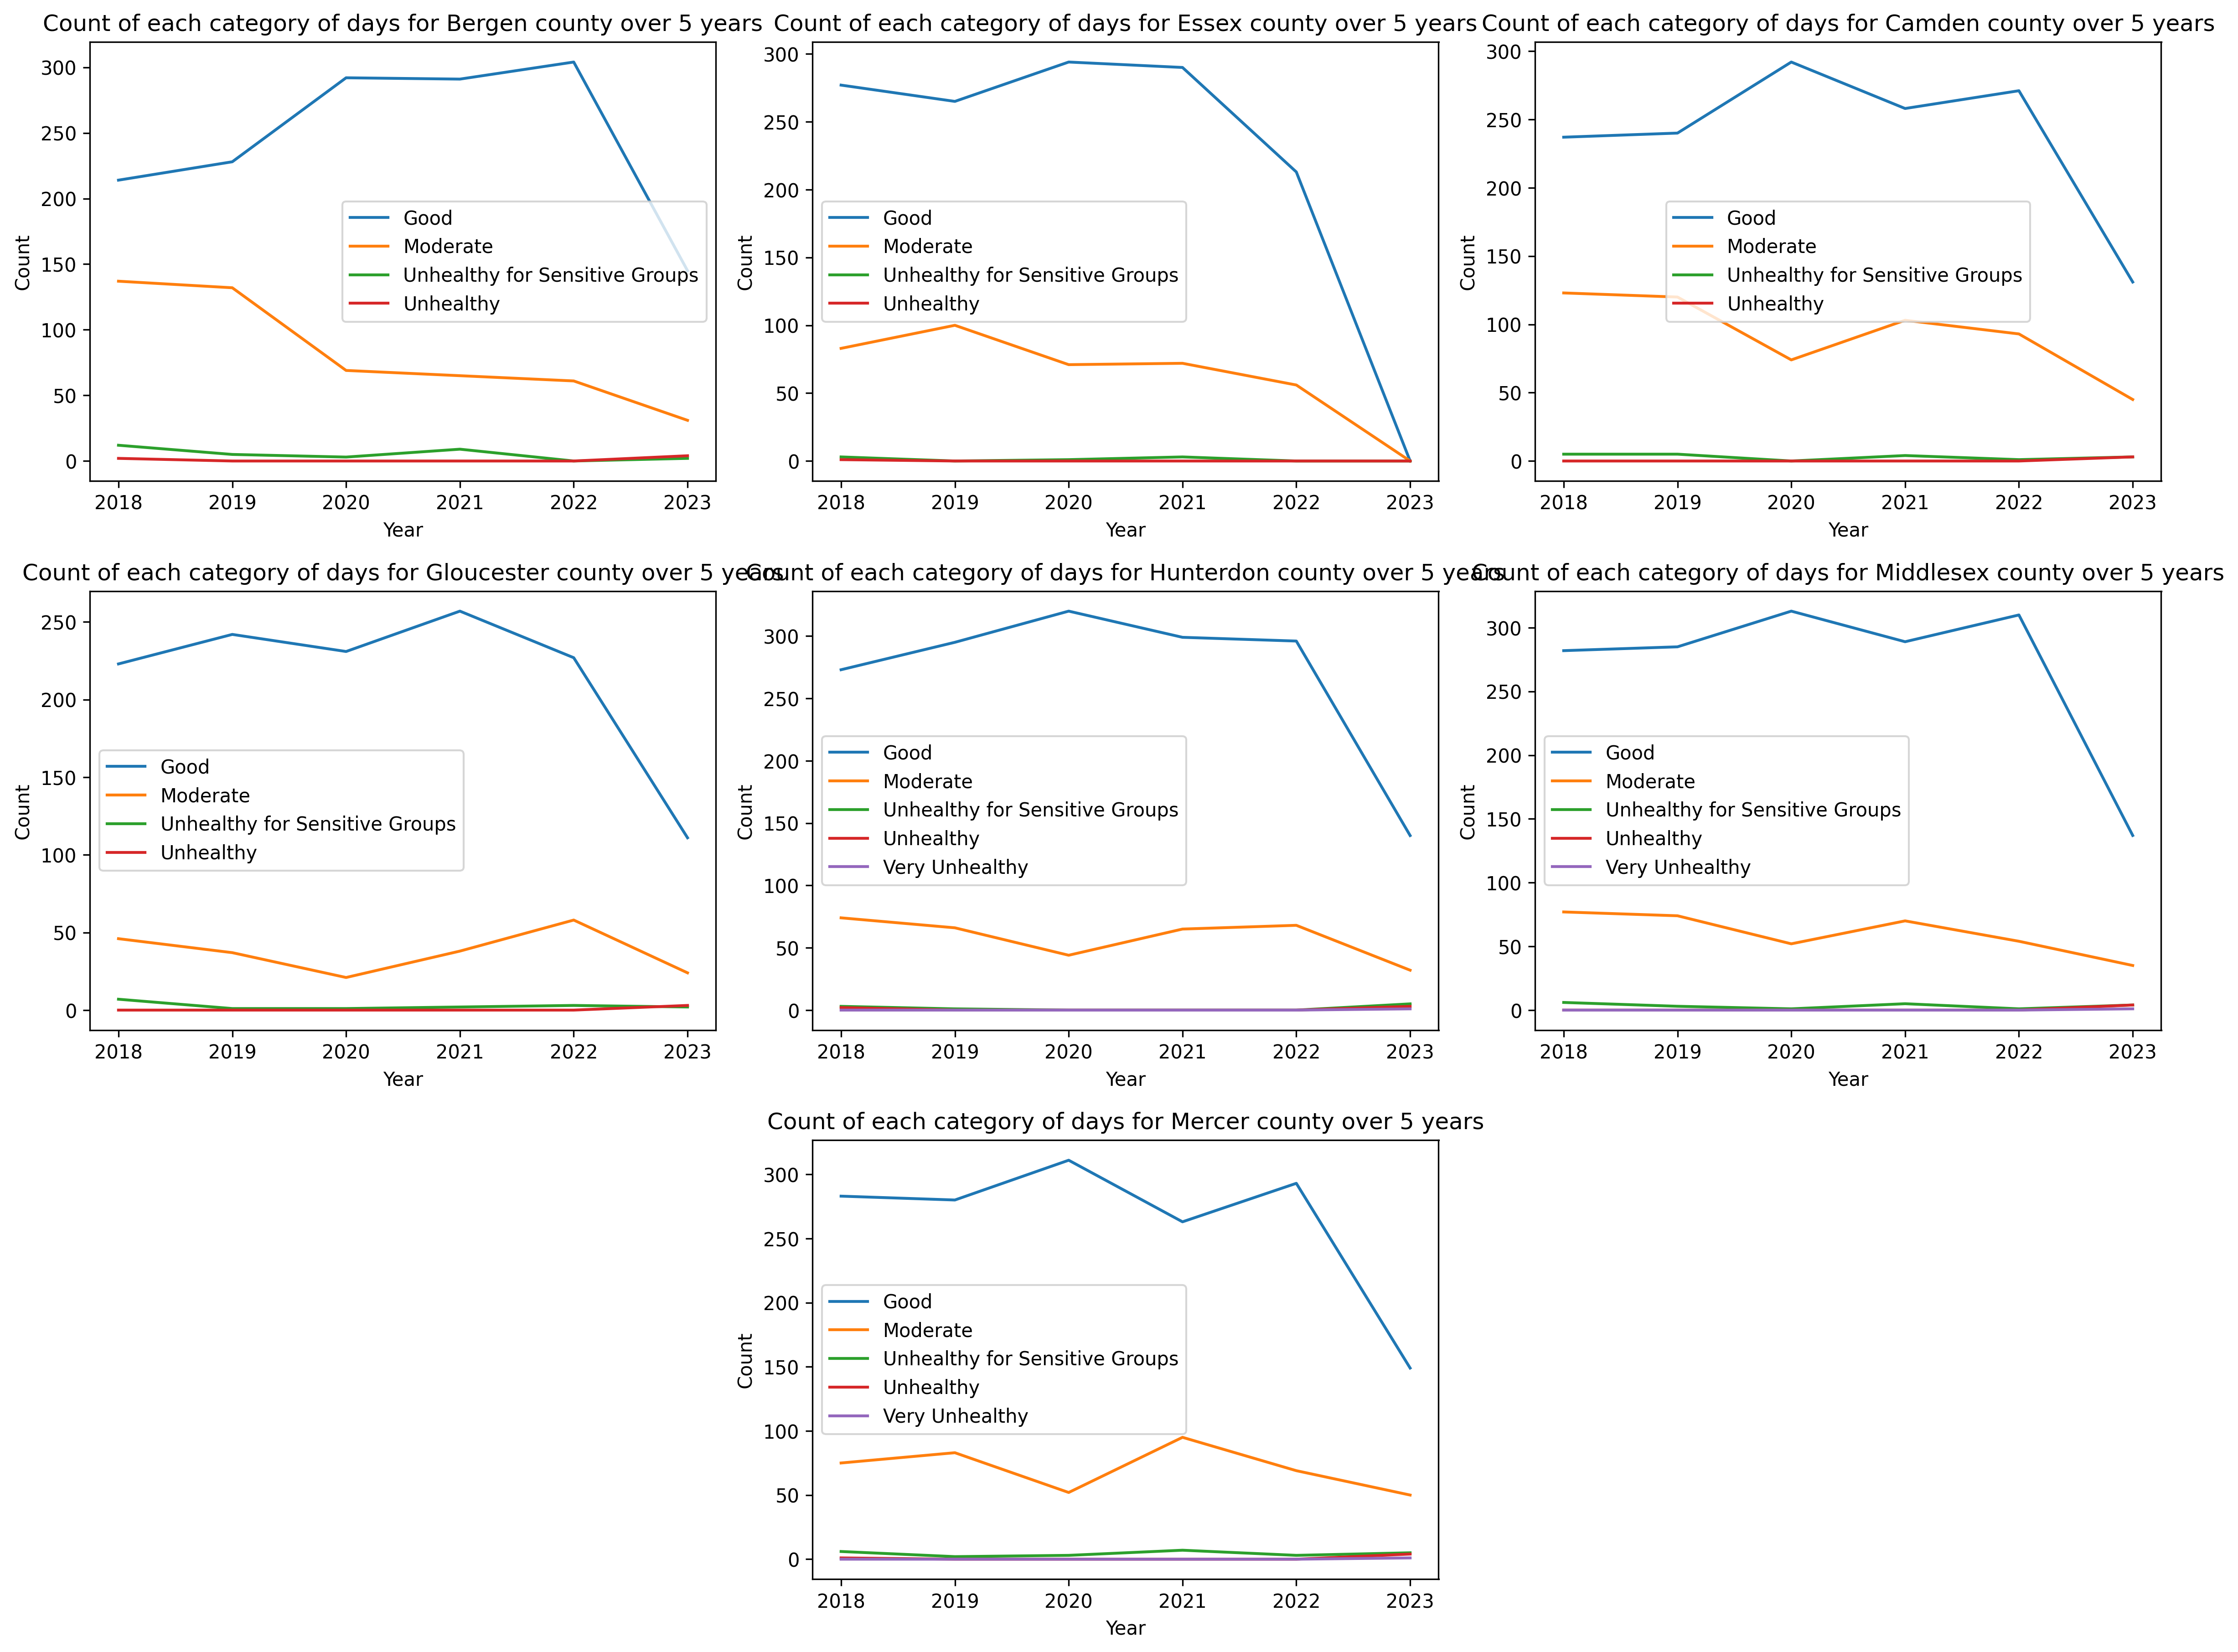 Count of each category of days for Bergen county over 5 years
300
250
200
150
100
50
0
Count
Good
Moderate
Unhealthy for Sensitive Groups
Unhealthy
2018 2019 2020 2021 2022 2023
Year
Count of each category of days for Essex county over 5 years
300
250
200
150
100
50
0
Count
Good
Moderate
Unhealthy for Sensitive Groups
Unhealthy
2018 2019 2020 2021 2022 2023
Year
Count of each category of days for Camden county over 5 years
300
250
200
150
100
50
0
Count
Good
Moderate
Unhealthy for Sensitive Groups
Unhealthy
2018 2019 2020 2021 2022 2023
Year
Count of each category of days for Gloucester county over 5 years
250
200
150
100
50
0
Count
Good
Moderate
Unhealthy for Sensitive Groups
Unhealthy
2018 2019 2020 2021 2022 2023
Year
Count of each category of days for Hunterdon county over 5 years
300
250
200
150
100
50
0
Count
Good
Moderate
Unhealthy for Sensitive Groups
Unhealthy
Very Unhealthy
2018 2019 2020 2021 2022 2023
Year
Count of each category of days for Middlesex county over 5 years
300
250
200
150
100
50
0
Count
Good
Moderate
Unhealthy for Sensitive Groups
Unhealthy
Very Unhealthy
2018 2019 2020 2021 2022 2023
Year
Count of each category of days for Mercer county over 5 years
300
250
200
150
100
50
0
Count
Good
Moderate
Unhealthy for Sensitive Groups
Unhealthy
Very Unhealthy
2018 2019 2020 2021 2022 2023
Year